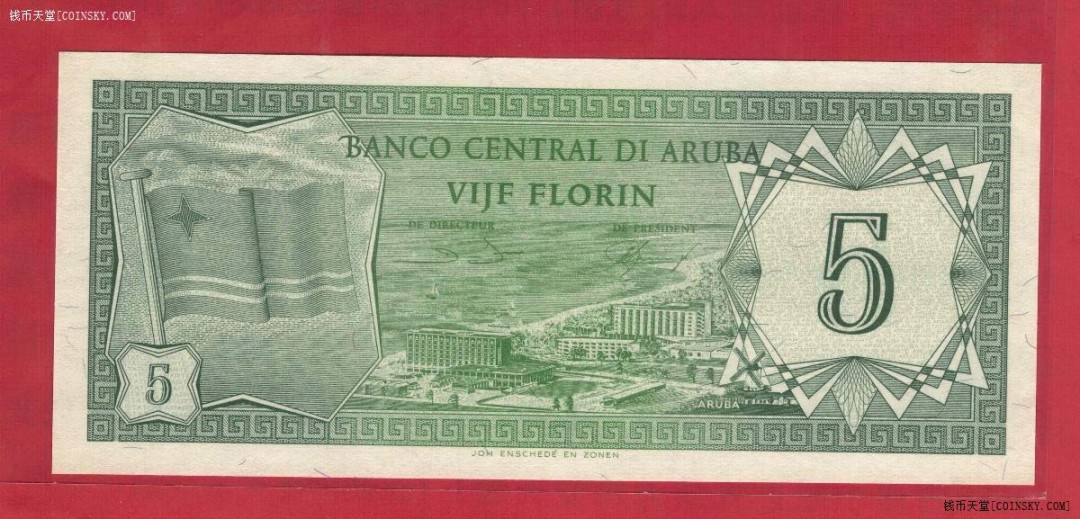 钱币天堂[COINSKY.COM]
BANCO CENTRAL DI ARUBA
VIJF FLORIN
DE DIRECTEUR
DE PRESIDENT
5
5
ARUBA
JOH ENSCHEDÉ EN ZONEN
钱币天堂[COINSKY.COM]